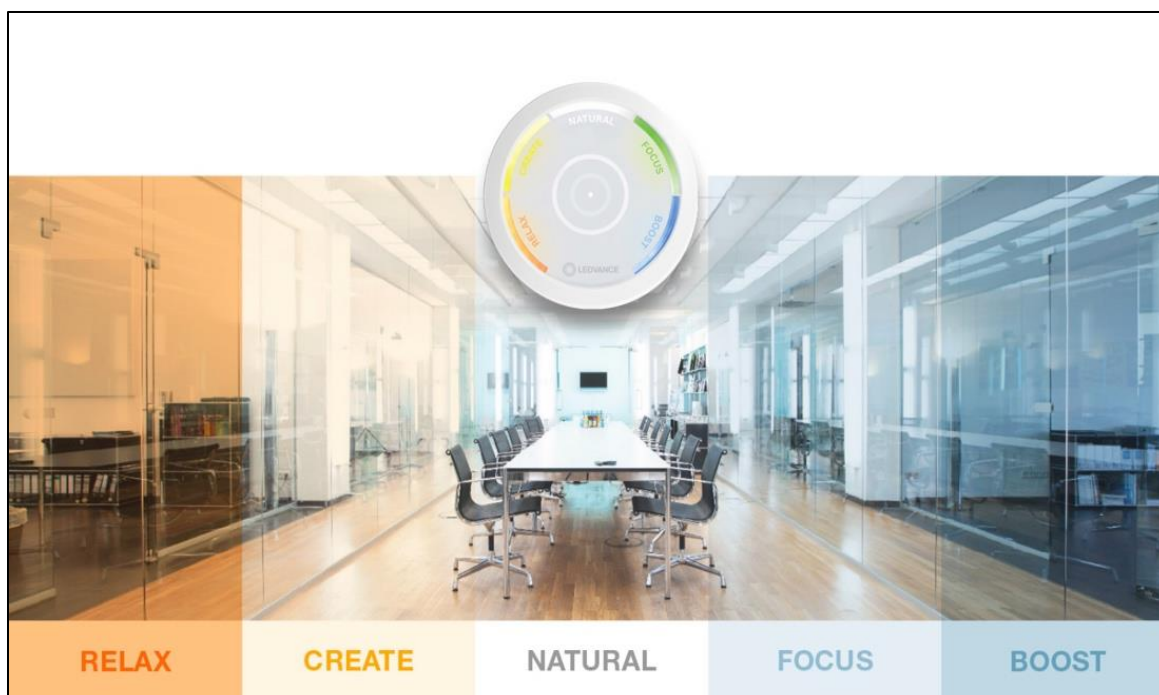 NATURAL
CREATE
FOCUS
RELAX
BOOST
LEDVANCE
RELAX CREATE NATURAL FOCUS BOOST